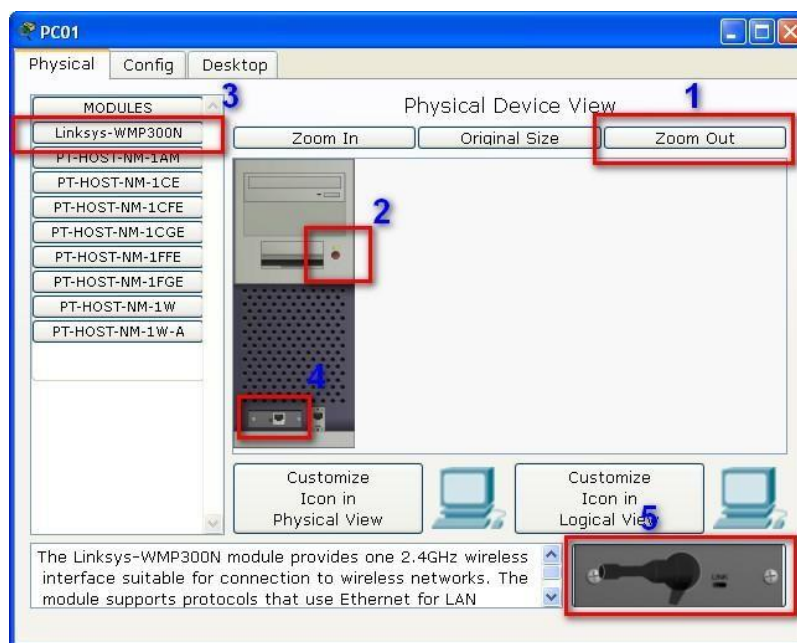 PC01
Physical Config Desktop
3
MODULES
Physical Device View
1
Linksys-WMP300N
Zoom In Original Size Zoom Out
PT-HOST-NM-1AM
PT-HOST-NM-1CE
PT-HOST-NM-1CFE
2
PT-HOST-NM-1CGE
PT-HOST-NM-1FFE
PT-HOST-NM-1FGE
PT-HOST-NM-1W
PT-HOST-NM-1W-A
4
Customize
Icon in
Physical View
Customize
Icon in
Logical View
5
The Linksys-WMP300N module provides one 2.4GHz wireless
interface suitable for connection to wireless networks. The
module supports protocols that use Ethernet for LAN
LINK